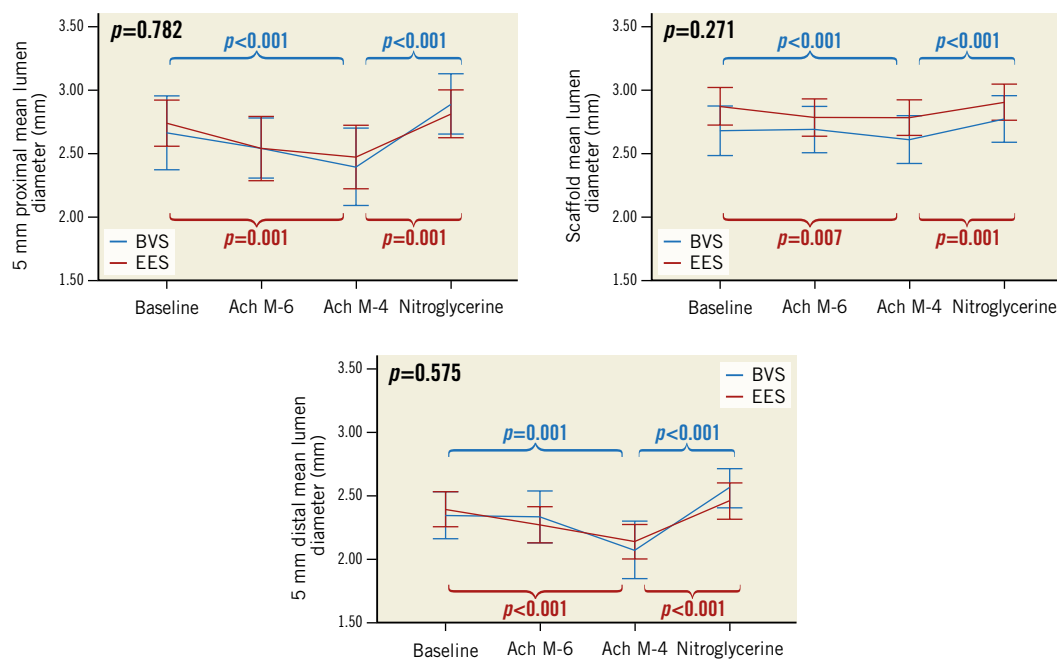 5 mm proximal mean lumen
diameter (mm)
3.50
3.00
2.50
2.00
1.50
p=0.782
p<0.001
p<0.001
p=0.001
p=0.001
BVS
EES
Baseline
Ach M-6
Ach M-4
Nitroglycerine
Scaffold mean lumen
diameter (mm)
3.50
3.00
2.50
2.00
1.50
p=0.271
p<0.001
p<0.001
p=0.007
p=0.001
BVS
EES
Baseline
Ach M-6
Ach M-4
Nitroglycerine
5 mm distal mean lumen
diameter (mm)
3.50
3.00
2.50
2.00
1.50
p=0.575
BVS
EES
p=0.001
p<0.001
p<0.001
p<0.001
Baseline
Ach M-6
Ach M-4
Nitroglycerine